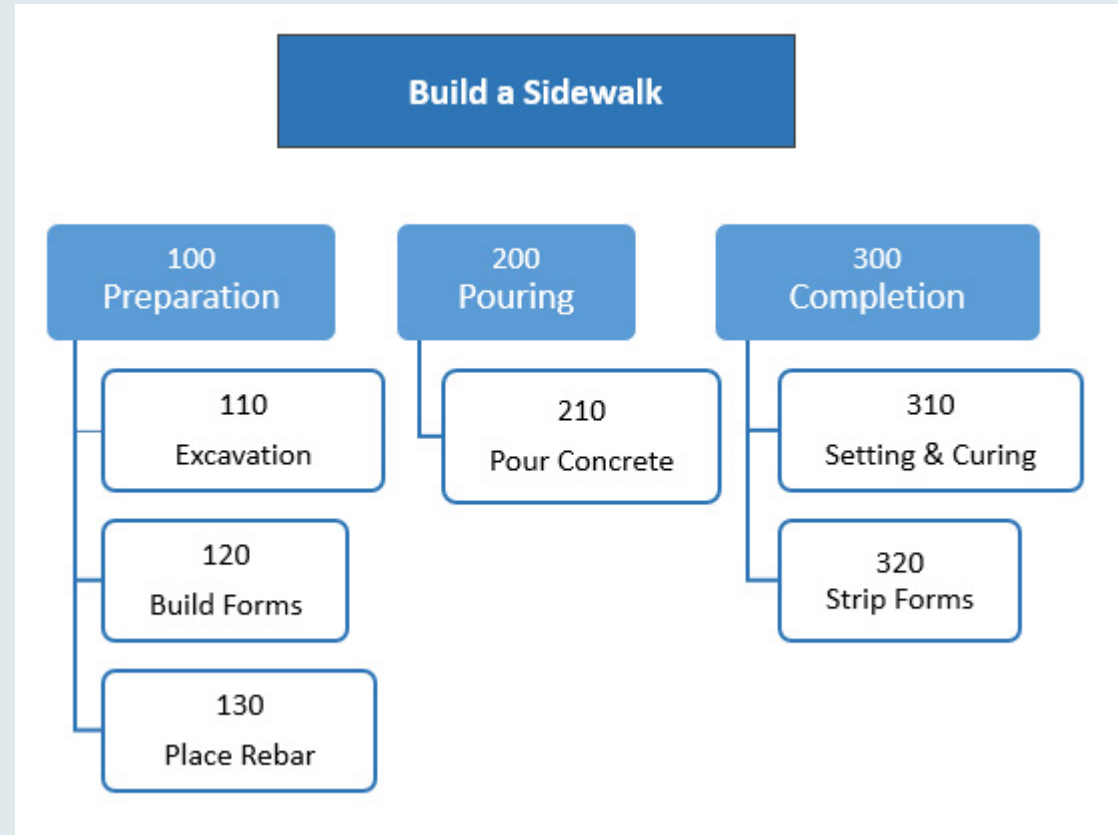 Build a Sidewalk
100
Preparation
110
Excavation
120
Build Forms
130
Place Rebar
200
Pouring
210
Pour Concrete
300
Completion
310
Setting & Curing
320
Strip Forms